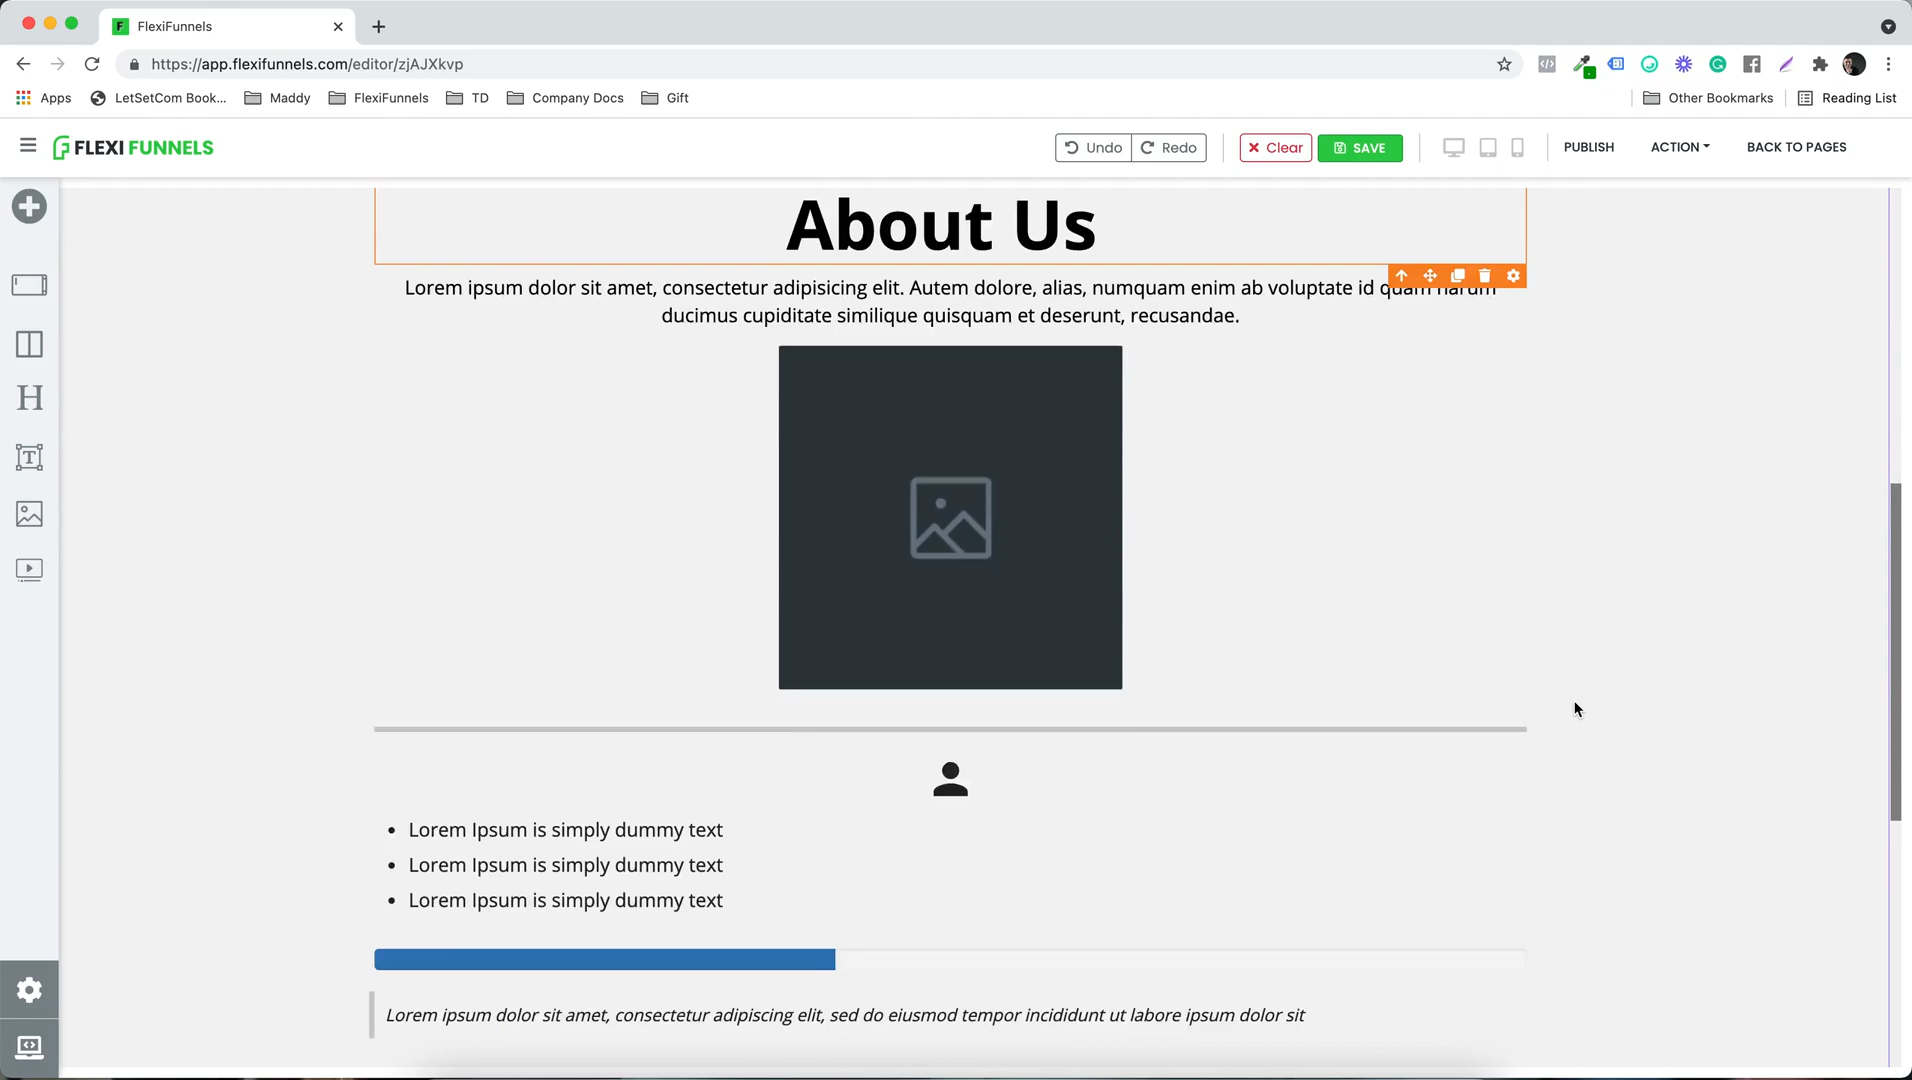 FlexiFunnels
https://app.flexifunnels.com/editor/zjAJXkvp
Apps
LetSetCom Book...
Maddy
FlexiFunnels
TD
Company Docs
Gift
Other Bookmarks
Reading List
FLEXI FUNNELS
Undo
Redo
Clear
SAVE
PUBLISH
ACTION
BACK TO PAGES
About Us
Lorem ipsum dolor sit amet, consectetur adipisicing elit. Autem dolore, alias, numquam enim ab voluptate id quam harum
ducimus cupiditate similique quisquam et deserunt, recusandae.
Lorem Ipsum is simply dummy text
Lorem Ipsum is simply dummy text
Lorem Ipsum is simply dummy text
Lorem ipsum dolor sit amet, consectetur adipiscing elit, sed do eiusmod tempor incididunt ut labore ipsum dolor sit